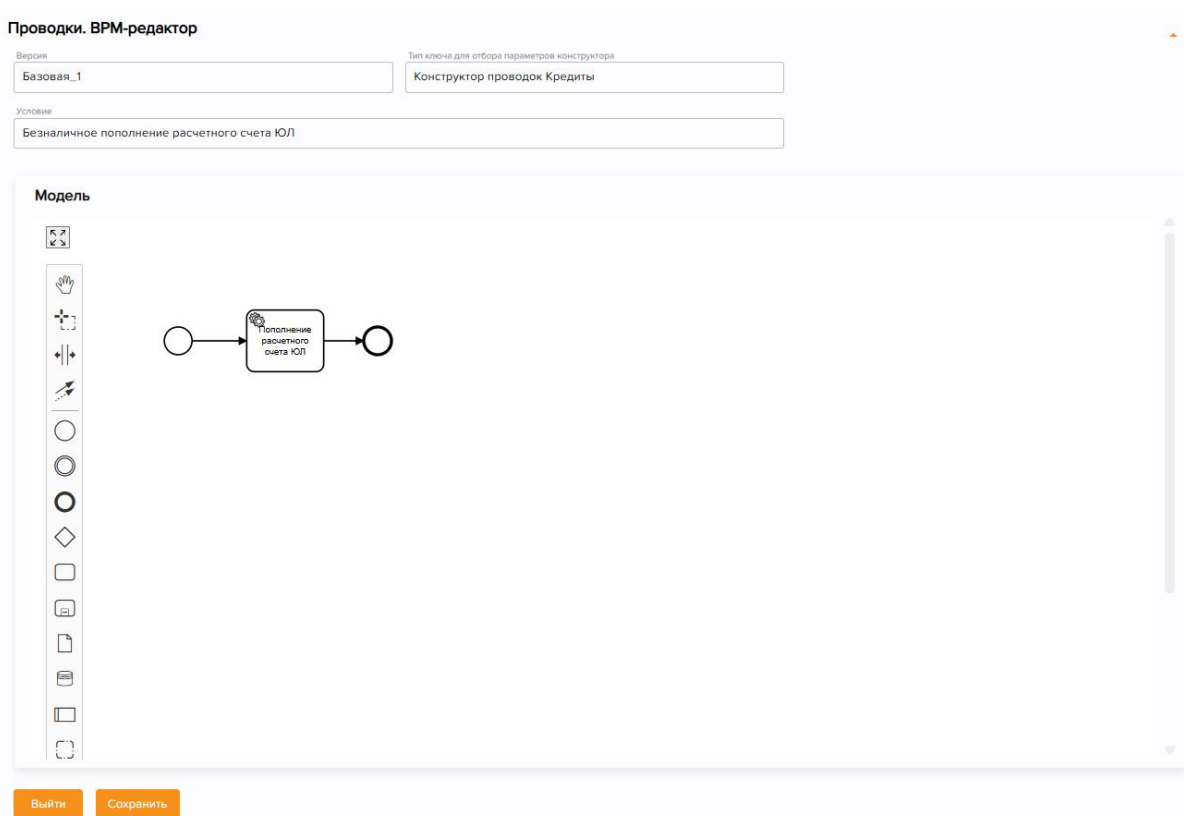 Проводки. BPM-редактор
Версия
Тип ключа для отбора параметров конструктора
Базовая_1
Конструктор проводок Кредиты
Условие
Безналичное пополнение расчетного счета ЮЛ
Модель
Пополнение
расчетного
счета ЮЛ
Выйти
Сохранить